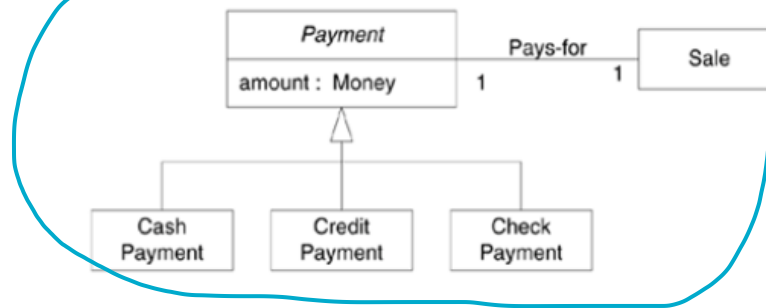 Payment
Pays-for
Sale
amount : Money
1
1
Cash
Payment
Credit
Payment
Check
Payment